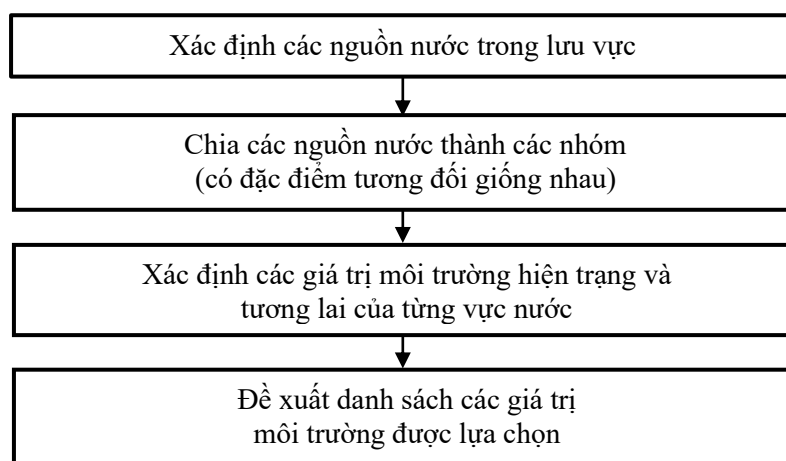 Xác định các nguồn nước trong lưu vực
Chia các nguồn nước thành các nhóm
(có đặc điểm tương đối giống nhau)
Xác định các giá trị môi trường hiện trạng và
tương lai của từng vực nước
Đề xuất danh sách các giá trị
môi trường được lựa chọn